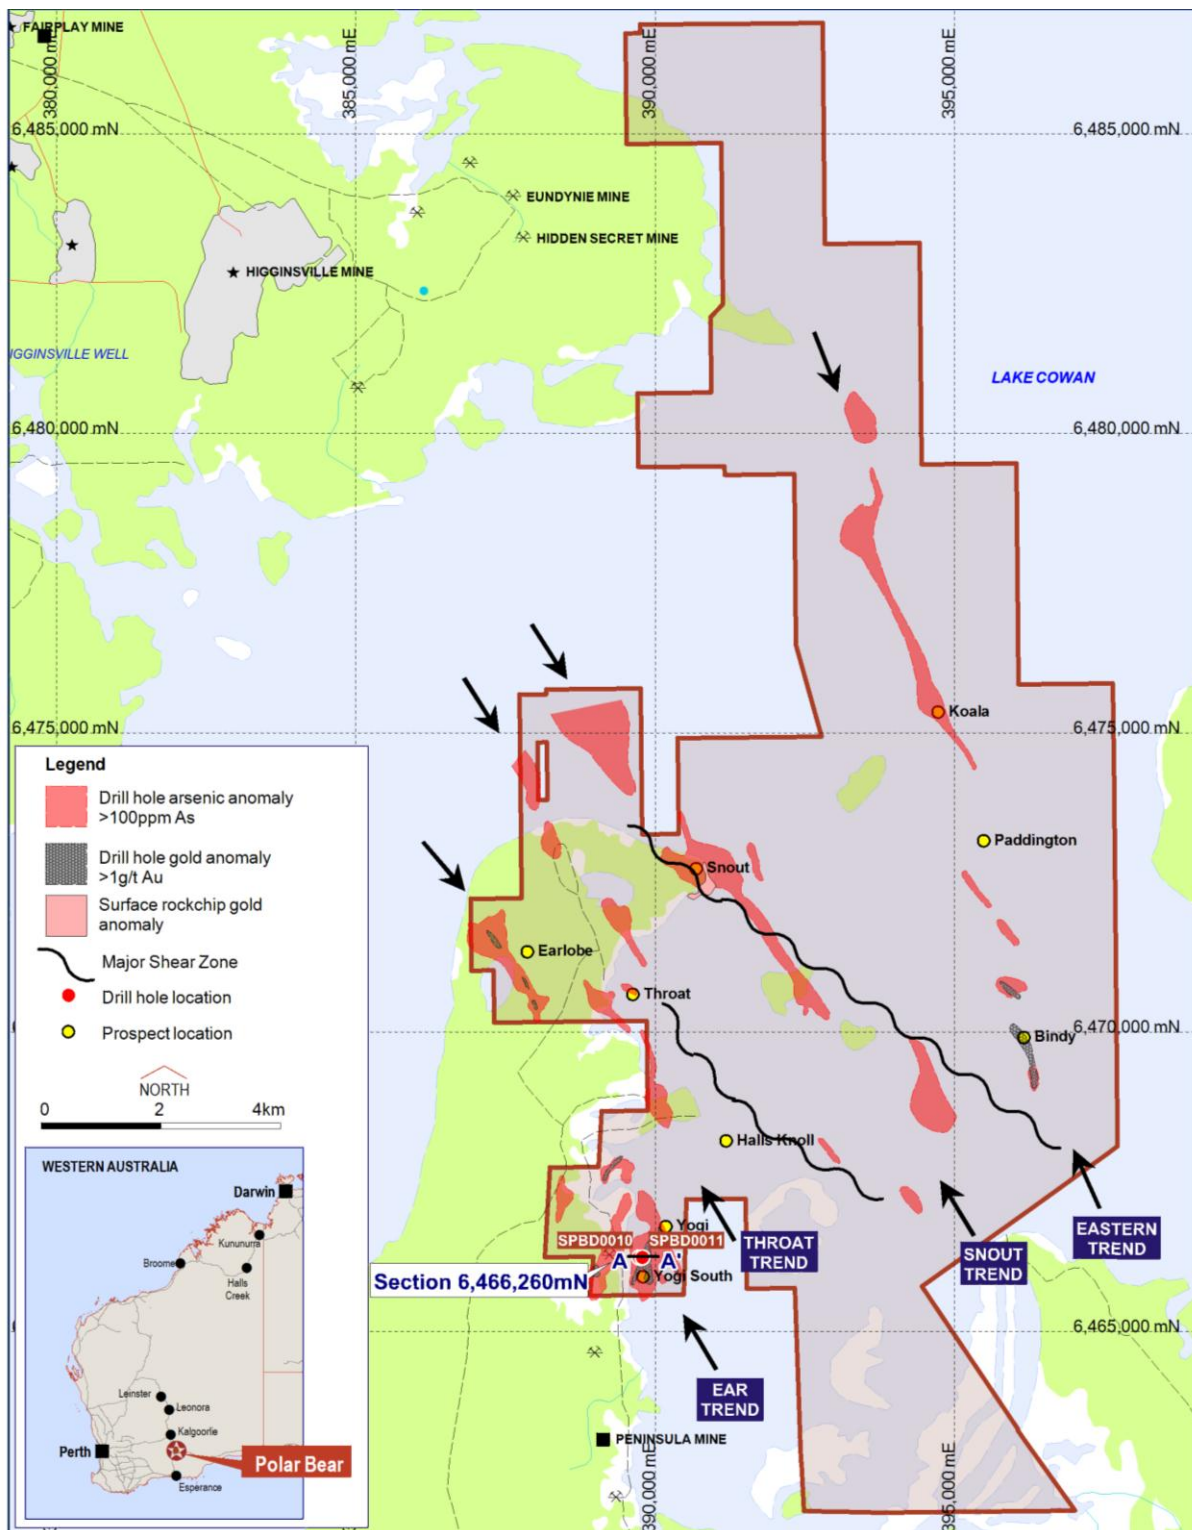 FAIRPLAY MINE
380,000 mE
385,000 mE
390,000 mE
395,000 mE
6,485,000 mN
6,485,000 mN
EUNDYNIE MINE
HIDDEN SECRET MINE
HIGGINSVILLE MINE
IGGINSVILLE WELL
LAKE COWAN
6,480,000 mN
6,480,000 mN
Koala
6,475,000 mN
6,475,000 mN
Legend
Drill hole arsenic anomaly
>100ppm As
Drill hole gold anomaly
>1g/t Au
Surface rockchip gold
anomaly
Major Shear Zone
Drill hole location
Prospect location
NORTH
0 2 4km
Paddington
Snout
Earlobe
Throat
6,470,000 mN
Bindy
Halls Knoll
Yogi
SPBD0010 SPBD0011
A A'
Section 6,466,260mN
Yogi South
THROAT
TREND
SNOUT
TREND
EASTERN
TREND
6,465,000 mN
EAR
TREND
PENINSULA MINE
390,000 mE
395,000 mE
WESTERN AUSTRALIA
Darwin
Kununurra
Broome
Halls
Creek
Leinster
Leonora
Kalgoorlie
Perth
Polar Bear
Esperance